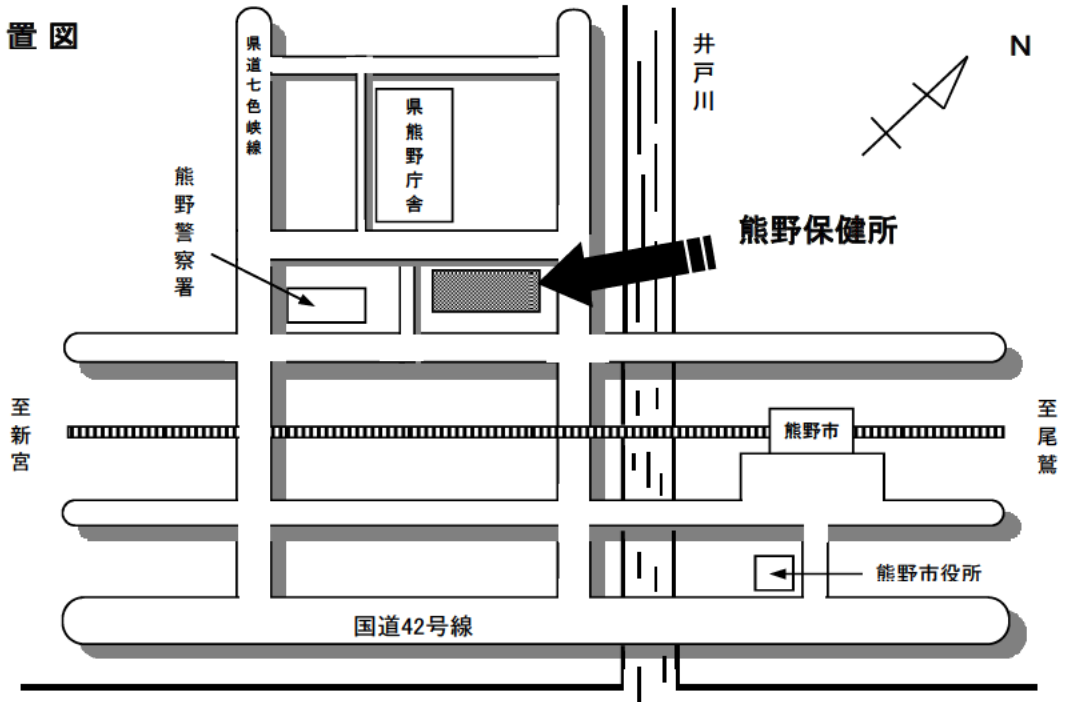 置図
N
県道七色峡線
井戸川
県熊野庁舎
熊野警察署
熊野保健所
至新宮
熊野市
至尾鷲
熊野市役所
国道42号線